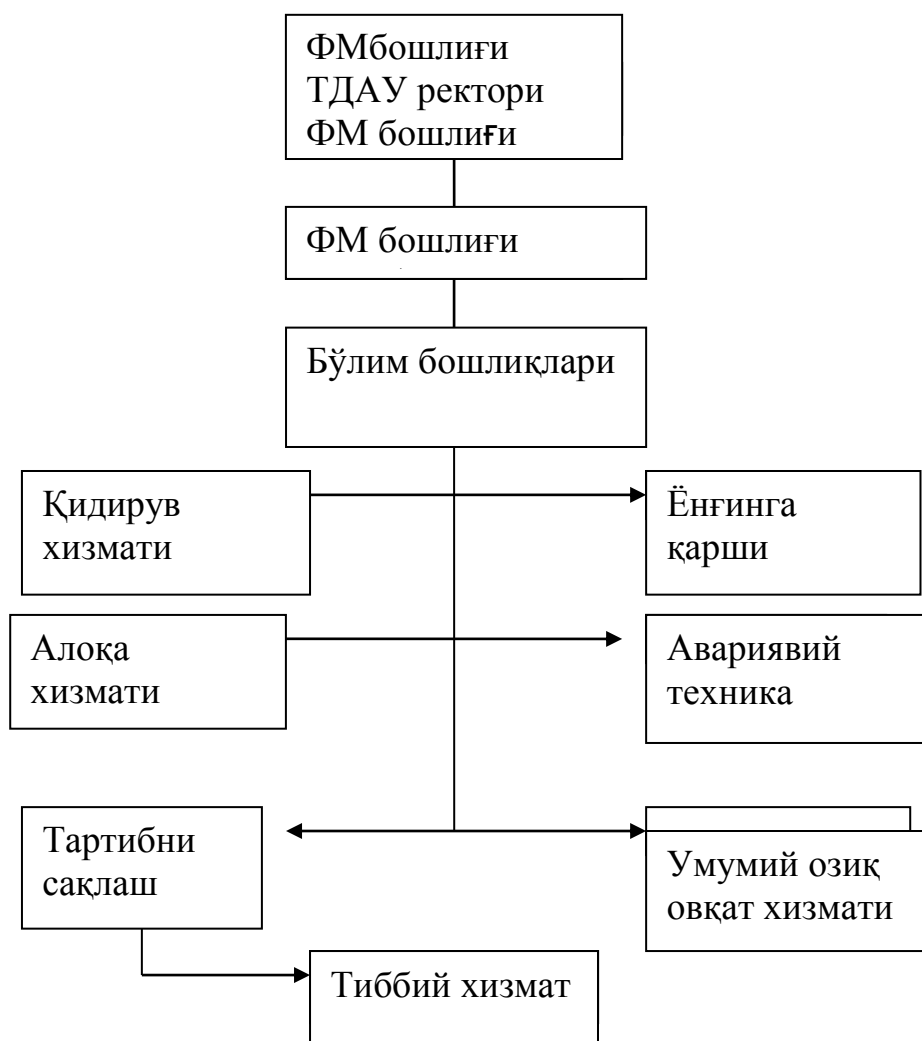 ФМбошлиғи
ТДАУ ректори
ФМ бошлиғи
ФМ бошлиғи
Бўлим бошлиқлари
Қидирув
хизмати
Ёнғинга
қарши
Алоқа
хизмати
Авариявий
техника
Тартибни
сақлаш
Умумий озиқ
овқат хизмати
Тиббий хизмат